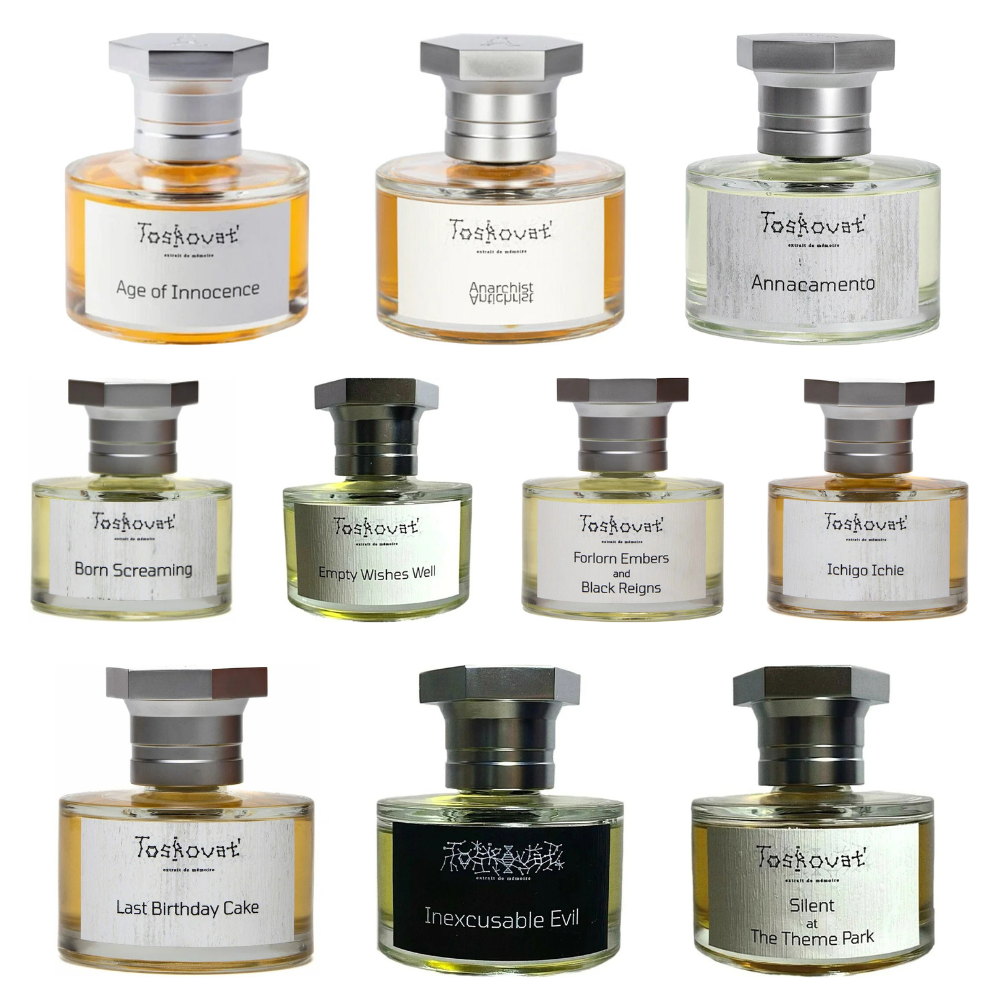 Toskovat'
extrait de mémoire
Age of Innocence
Toskovat'
extrait de mémoire
Anarchist
Antichrist
Toskovat'
extrait de mémoire
Annacamento
Toskovat'
extrait de mémoire
Born Screaming
Toskovat'
extrait de mémoire
Empty Wishes Well
Toskovat'
extrait de mémoire
Forlorn Embers
and
Black Reigns
Toskovat'
extrait de mémoire
Ichigo Ichie
Toskovat'
extrait de mémoire
Last Birthday Cake
Toskovat'
extrait de mémoire
Inexcusable Evil
Toskovat'
extrait de mémoire
Silent
at
The Theme Park